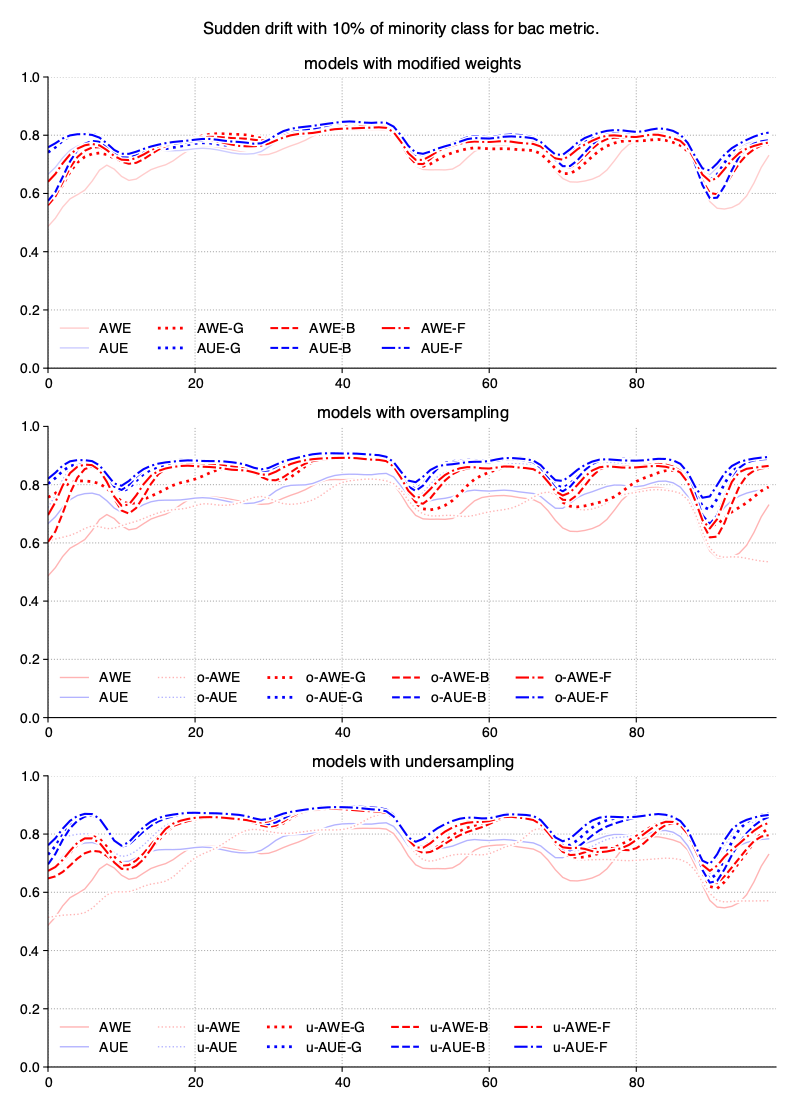 Sudden drift with 10% of minority class for bac metric.
models with modified weights
1.0
0.8
0.6
0.4
0.2
0.0
AWE AWE-G AWE-B AWE-F
AUE AUE-G AUE-B AUE-F
0 20 40 60 80
models with oversampling
1.0
0.8
0.6
0.4
0.2
0.0
AWE o-AWE o-AWE-G o-AWE-B o-AWE-F
AUE o-AUE o-AUE-G o-AUE-B o-AUE-F
0 20 40 60 80
models with undersampling
1.0
0.8
0.6
0.4
0.2
0.0
AWE u-AWE u-AWE-G u-AWE-B u-AWE-F
AUE u-AUE u-AUE-G u-AUE-B u-AUE-F
0 20 40 60 80